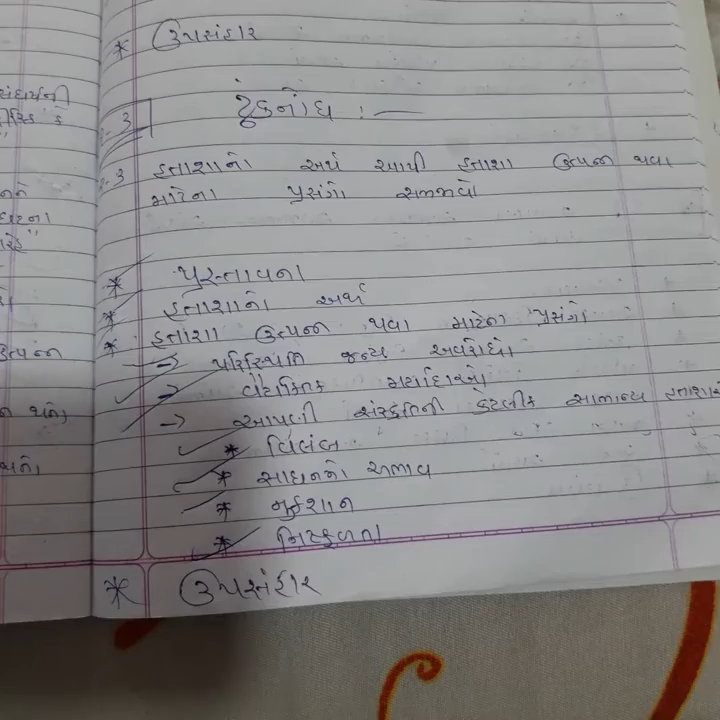 * ઉપસંહાર
ટૂંકનોંધ :—
હતાશાનો અર્થ આપી હતાશા ઉત્પન્ન થવા
માટેના પ્રસંગો સમજાવો
* પ્રસ્તાવના
* હતાશાનો અર્થ
* હતાશા ઉત્પન્ન થવા માટેના પ્રસંગો
→ પરિસ્થિતિ જન્ય અવરોધો
→ વૈયક્તિક મર્યાદાઓ
→ આપણી સંસ્કૃતિની કેટલીક સામાન્ય હતાશાઓ
* વિલંબ
* સાધનનો અભાવ
* નુકશાન
* નિષ્ફળતા
* ઉપસંહાર